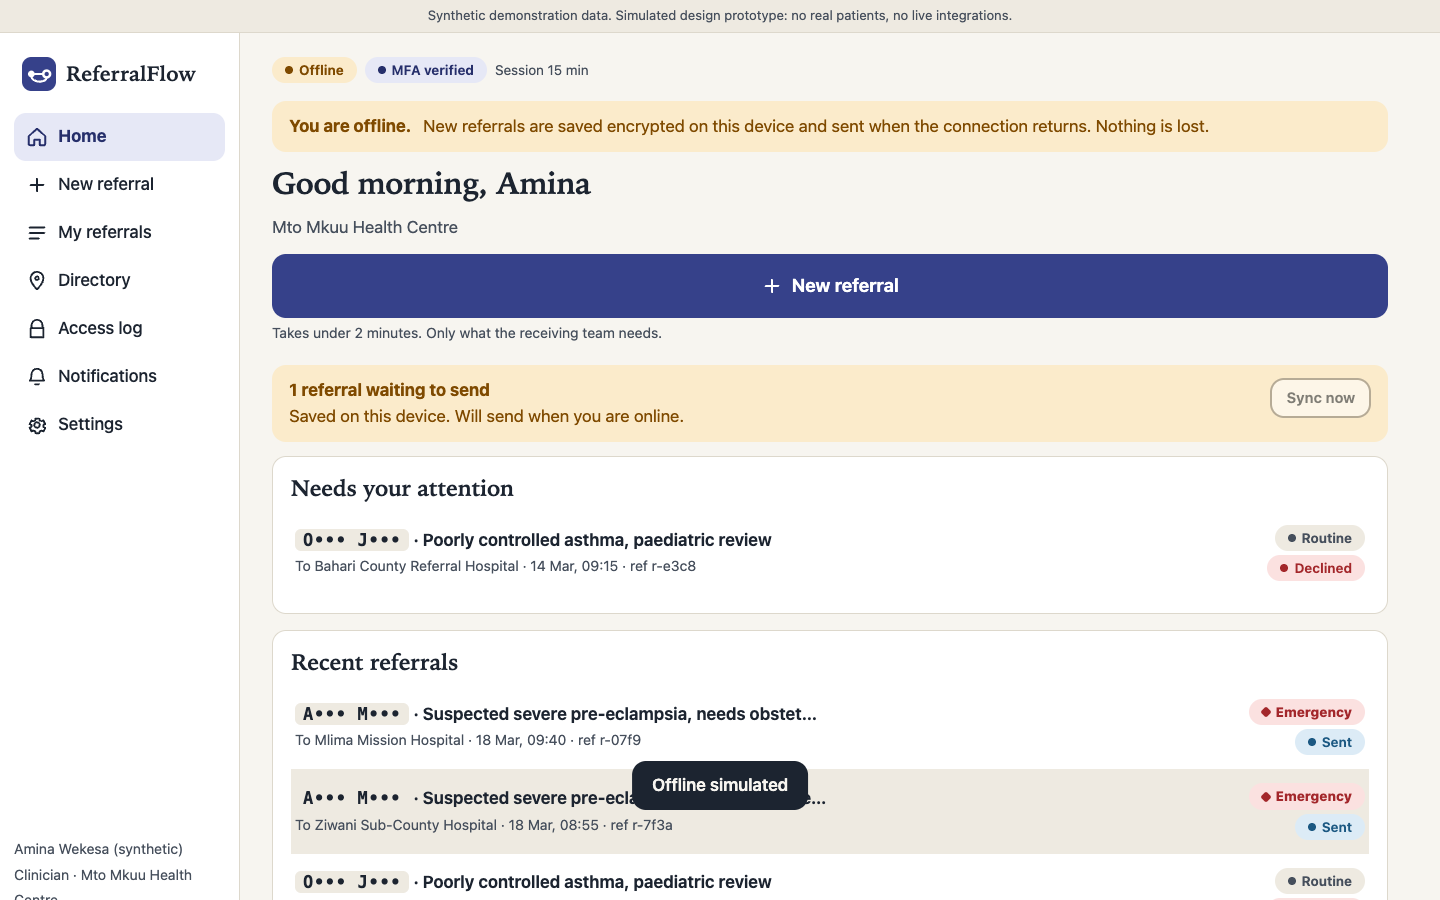 Synthetic demonstration data. Simulated design prototype: no real patients, no live integrations.
ReferralFlow
Home
New referral
My referrals
Directory
Access log
Notifications
Settings
Amina Wekesa (synthetic)
Clinician · Mto Mkuu Health
Centre
Offline
MFA verified
Session 15 min
You are offline. New referrals are saved encrypted on this device and sent when the connection returns. Nothing is lost.
Good morning, Amina
Mto Mkuu Health Centre
+ New referral
Takes under 2 minutes. Only what the receiving team needs.
1 referral waiting to send
Saved on this device. Will send when you are online.
Sync now
Needs your attention
O••• J••• · Poorly controlled asthma, paediatric review
To Bahari County Referral Hospital · 14 Mar, 09:15 · ref r-e3c8
Routine
Declined
Recent referrals
A••• M••• · Suspected severe pre-eclampsia, needs obstet...
To Mlima Mission Hospital · 18 Mar, 09:40 · ref r-07f9
Emergency
Sent
A••• M••• · Suspected severe
Offline simulated
To Ziwani Sub-County Hospital · 18 Mar, 08:55 · ref r-7f3a
Emergency
Sent
O••• J••• · Poorly controlled asthma, paediatric review
Routine